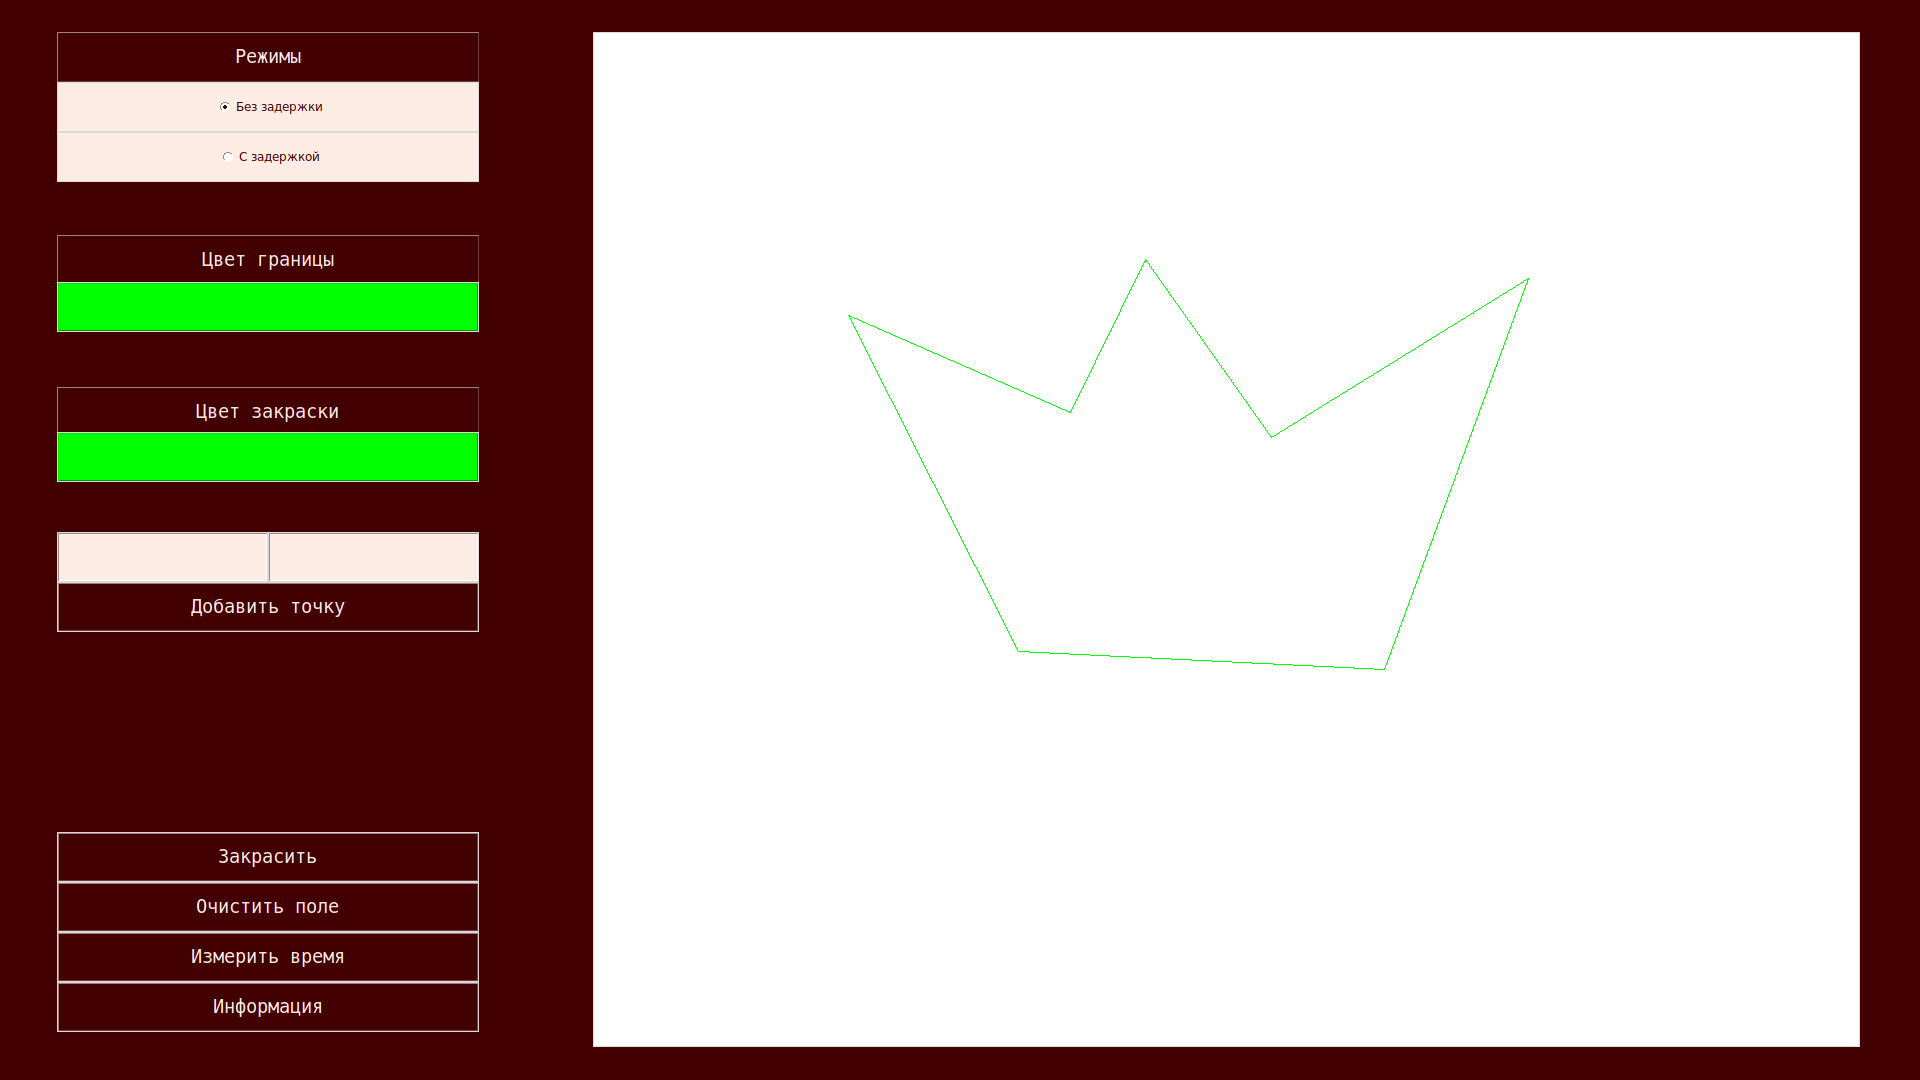 Режимы
Без задержки
С задержкой
Цвет границы
Цвет закраски
Добавить точку
Закрасить
Очистить поле
Измерить время
Информация